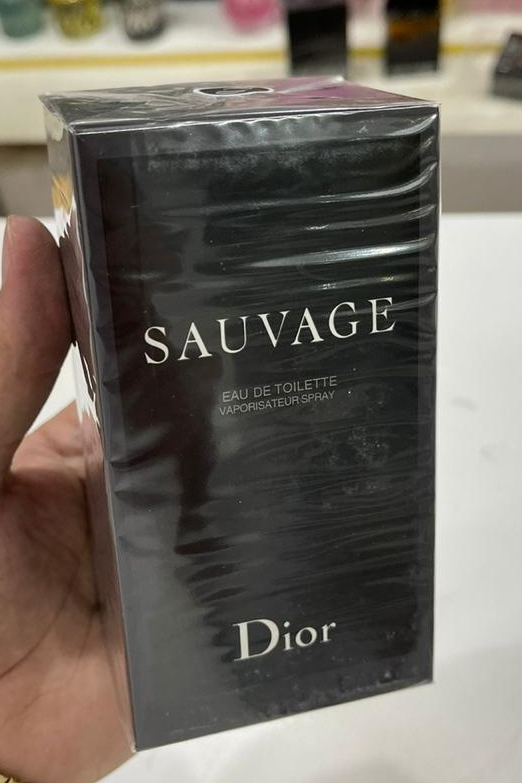 SAUVAGE
EAU DE TOILETTE
VAPORISATEUR SPRAY
Dior